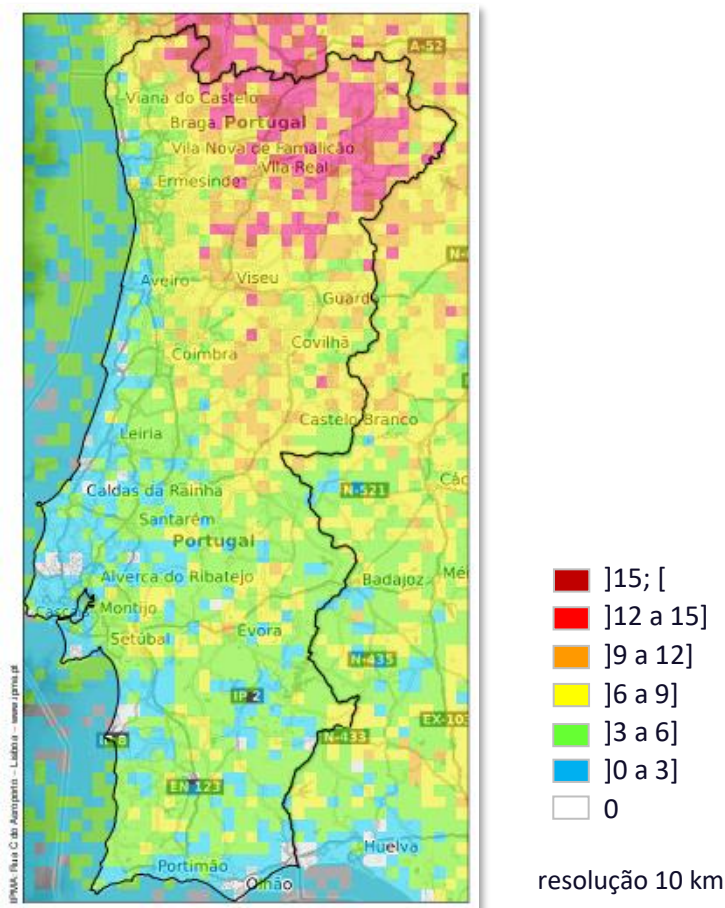 A-52
Viana do Castelo
Braga Portugal
Vila Nova de Famalicão
Vila Real
Ermesinde
Aveiro
Viseu
Guard
Covilhã
Coimbra
Castelo Branco
Leiria
Các
N-521
Caldas da Rainha
Santarém
Portugal
Alverca do Ribatejo
Badajoz
Mér
Cascais
Montijo
Setúbal
Évora
N-435
IP 2
EX-103
N-433
EN 123
Huelva
Portimão
Olhão
IPMA: Rua C do Aeroporto – Lisboa – www.ipma.pt
]15; [
]12 a 15]
]9 a 12]
]6 a 9]
]3 a 6]
]0 a 3]
0
resolução 10 km